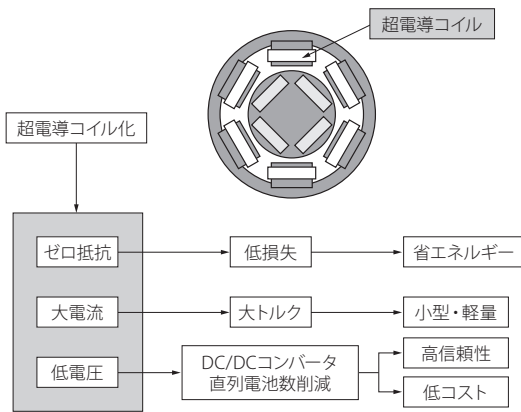 超電導コイル
超電導コイル化
ゼロ抵抗
低損失
省エネルギー
大電流
大トルク
小型・軽量
低電圧
DC/DCコンバータ
直列電池数削減
高信頼性
低コスト